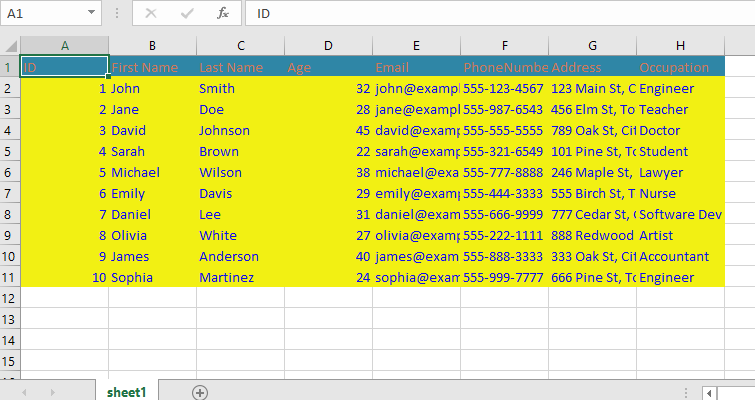 A1 fx ID
A B C D E F G H
1 ID First Name Last Name Age Email PhoneNumbe Address Occupation
2 1 John Smith 32 john@exampl 555-123-4567 123 Main St, C Engineer
3 2 Jane Doe 28 jane@exampl 555-987-6543 456 Elm St, To Teacher
4 3 David Johnson 45 david@exam 555-555-5555 789 Oak St, Cit Doctor
5 4 Sarah Brown 22 sarah@exam 555-321-6549 101 Pine St, To Student
6 5 Michael Wilson 38 michael@exa 555-777-8888 246 Maple St, Lawyer
7 6 Emily Davis 29 emily@exam 555-444-3333 555 Birch St, T Nurse
8 7 Daniel Lee 31 daniel@exam 555-666-9999 777 Cedar St, Software Dev
9 8 Olivia White 27 olivia@exam 555-222-1111 888 Redwood Artist
10 9 James Anderson 40 james@exam 555-888-3333 333 Oak St, Cit Accountant
11 10 Sophia Martinez 24 sophia@exam 555-999-7777 666 Pine St, To Engineer
12
13
14
15
sheet1